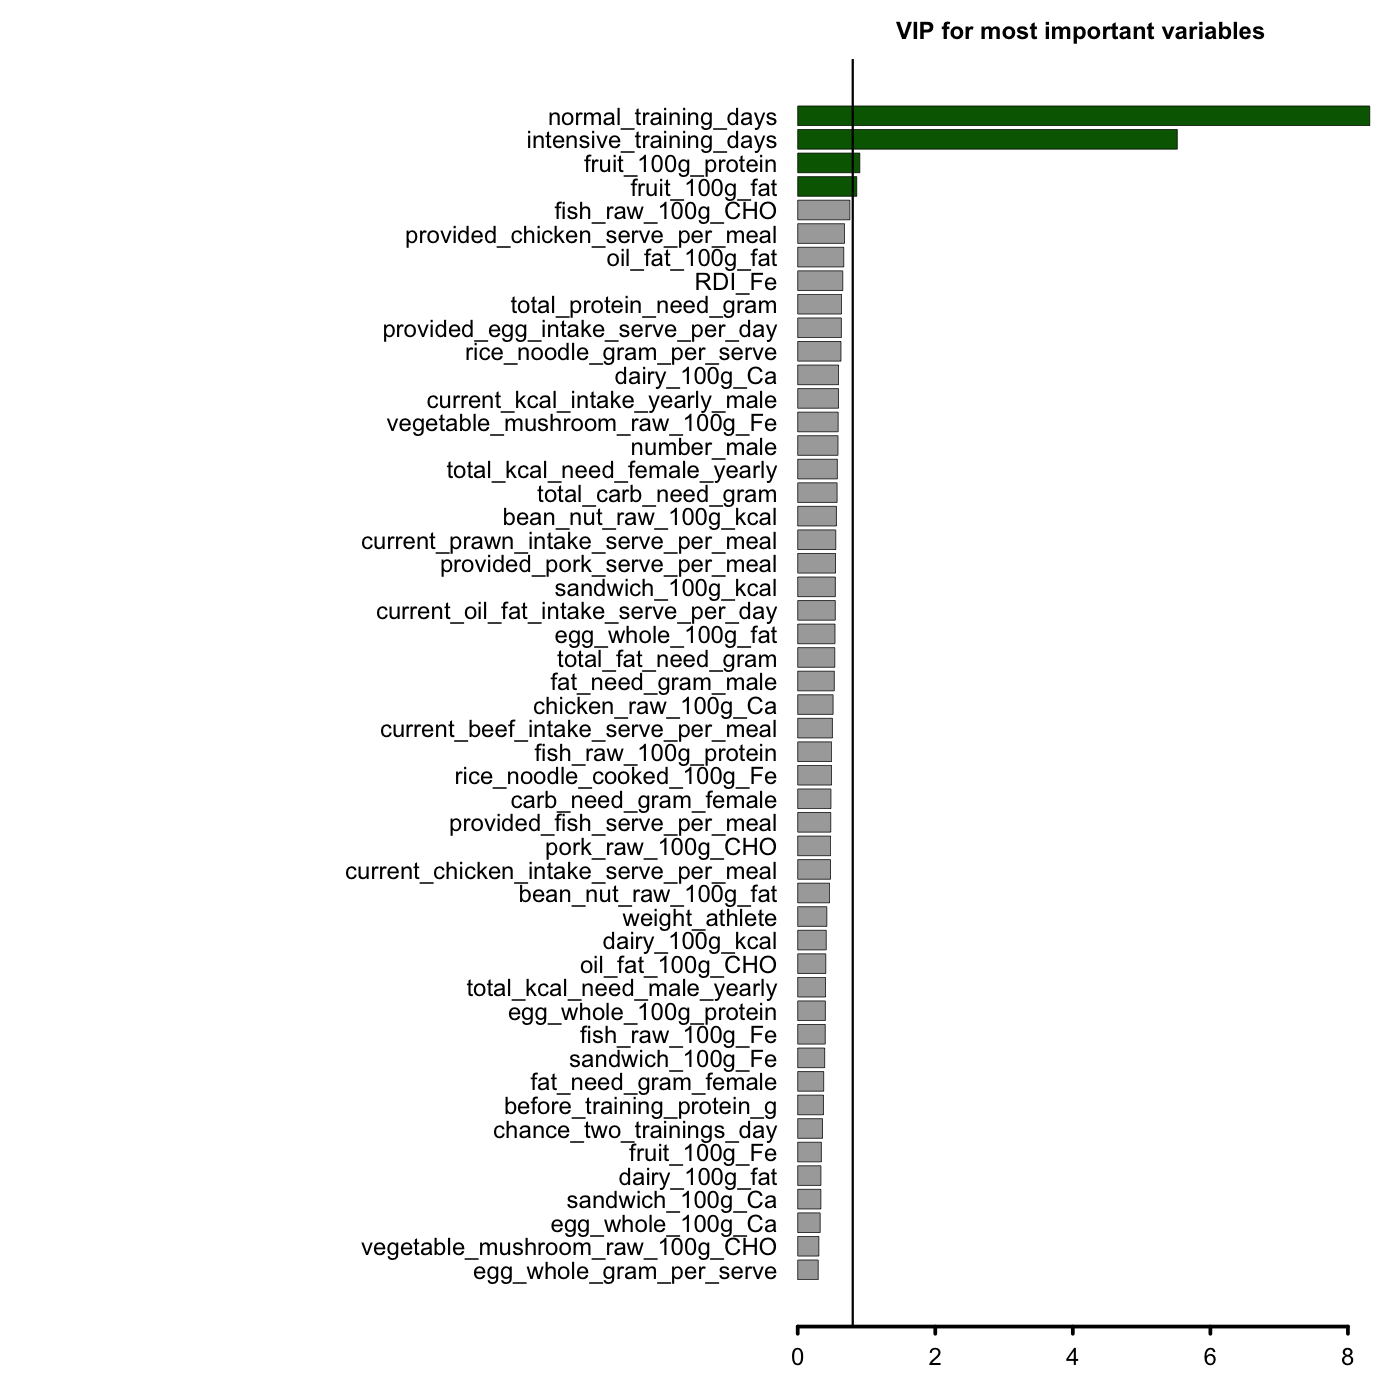 VIP for most important variables
normal_training_days
intensive_training_days
fruit_100g_protein
fruit_100g_fat
fish_raw_100g_CHO
provided_chicken_serve_per_meal
oil_fat_100g_fat
RDI_Fe
total_protein_need_gram
provided_egg_intake_serve_per_day
rice_noodle_gram_per_serve
dairy_100g_Ca
current_kcal_intake_yearly_male
vegetable_mushroom_raw_100g_Fe
number_male
total_kcal_need_female_yearly
total_carb_need_gram
bean_nut_raw_100g_kcal
current_prawn_intake_serve_per_meal
provided_pork_serve_per_meal
sandwich_100g_kcal
current_oil_fat_intake_serve_per_day
egg_whole_100g_fat
total_fat_need_gram
fat_need_gram_male
chicken_raw_100g_Ca
current_beef_intake_serve_per_meal
fish_raw_100g_protein
rice_noodle_cooked_100g_Fe
carb_need_gram_female
provided_fish_serve_per_meal
pork_raw_100g_CHO
current_chicken_intake_serve_per_meal
bean_nut_raw_100g_fat
weight_athlete
dairy_100g_kcal
oil_fat_100g_CHO
total_kcal_need_male_yearly
egg_whole_100g_protein
fish_raw_100g_Fe
sandwich_100g_Fe
fat_need_gram_female
before_training_protein_g
chance_two_trainings_day
fruit_100g_Fe
dairy_100g_fat
sandwich_100g_Ca
egg_whole_100g_Ca
vegetable_mushroom_raw_100g_CHO
egg_whole_gram_per_serve
0 2 4 6 8